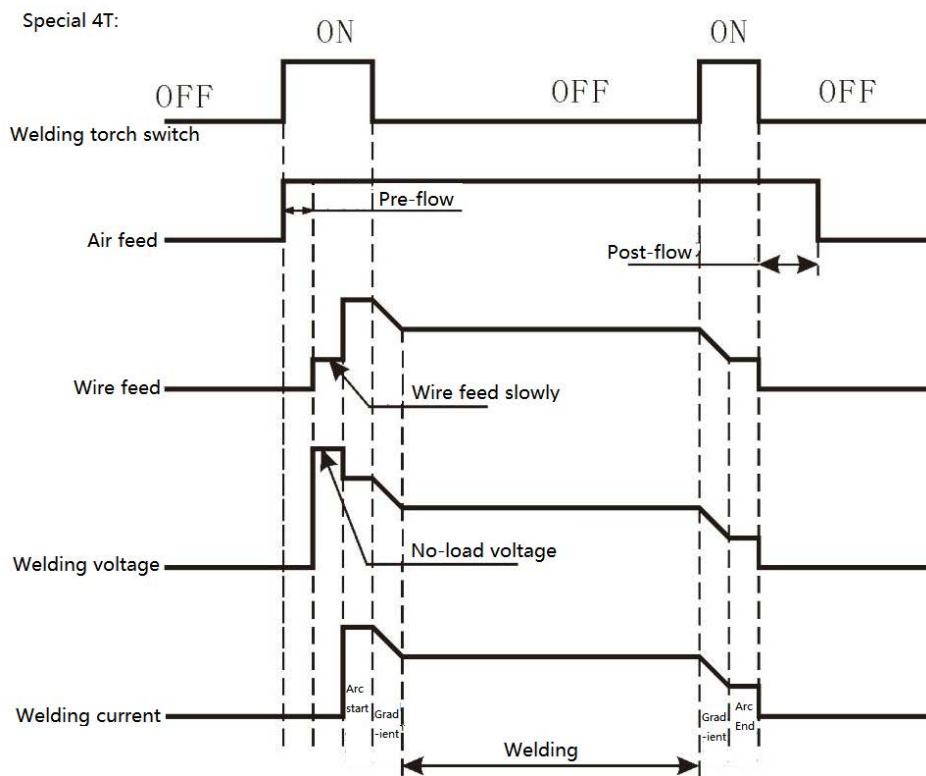 Special 4T:
ON
ON
OFF
OFF
OFF
Welding torch switch
Pre-flow
Air feed
Post-flow
Wire feed
Wire feed slowly
No-load voltage
Welding voltage
Arc
start
Grad
-ient
Grad
-ient
Arc
End
Welding current
Welding